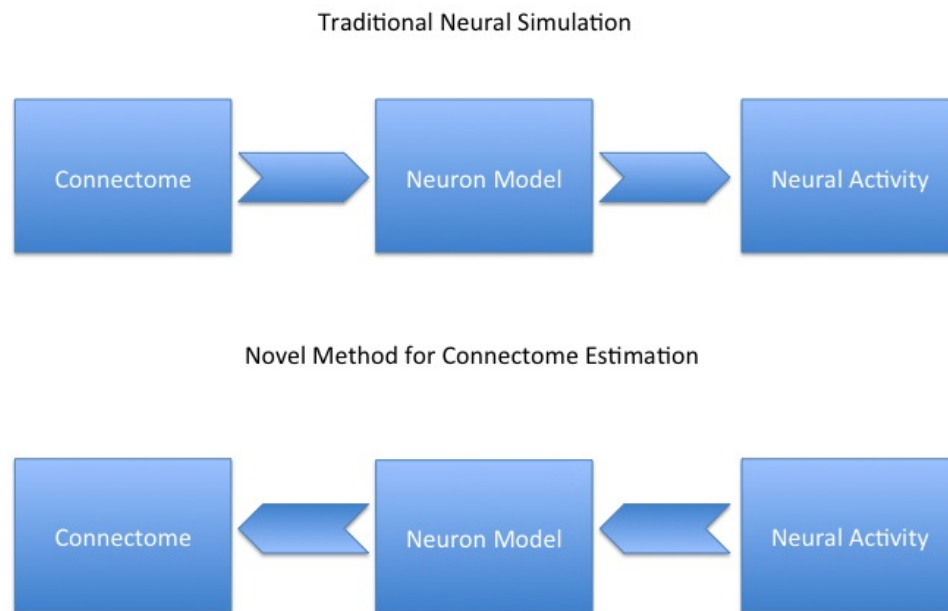 Traditional Neural Simulation
Connectome
Neuron Model
Neural Activity
Novel Method for Connectome Estimation
Connectome
Neuron Model
Neural Activity